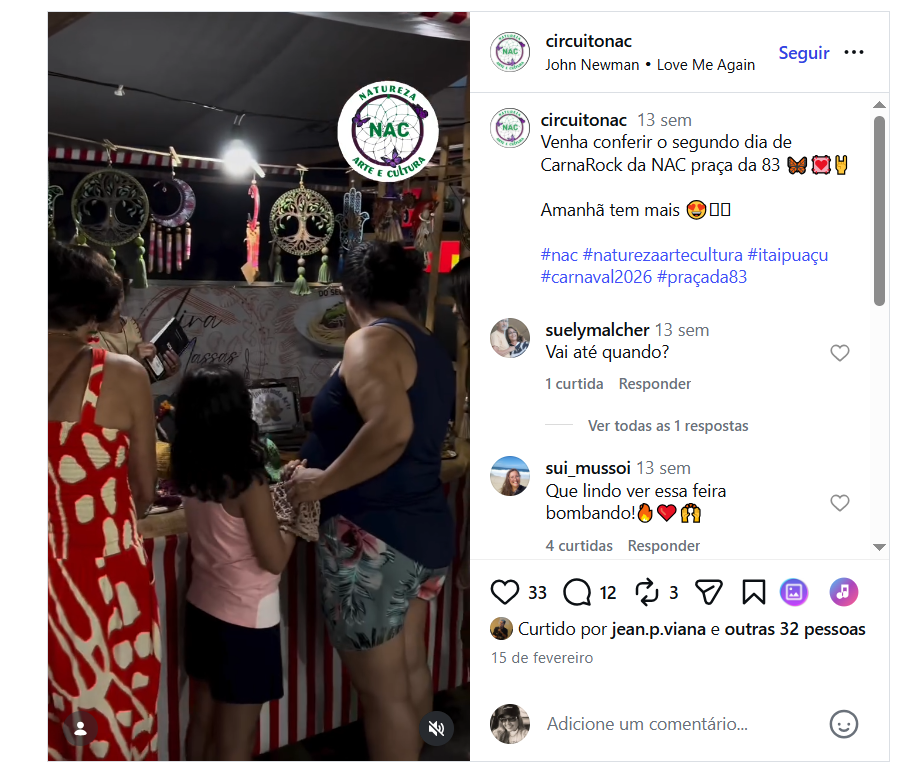 NATUREZA
NAC
ARTE E CULTURA
DO SE
Massas
circuitonac
John Newman • Love Me Again
Seguir
circuitonac 13 sem
Venha conferir o segundo dia de
CarnaRock da NAC praça da 83 🦋💟🤘
Amanhã tem mais 😍
#nac #naturezaartecultura #itaipuaçu
#carnaval2026 #praçada83
suelymalcher 13 sem
Vai até quando?
1 curtida Responder
Ver todas as 1 respostas
sui_mussoi 13 sem
Que lindo ver essa feira
bombando!🔥❤️🙌
4 curtidas Responder
33 12 3
Curtido por jean.p.viana e outras 32 pessoas
15 de fevereiro
Adicione um comentário...